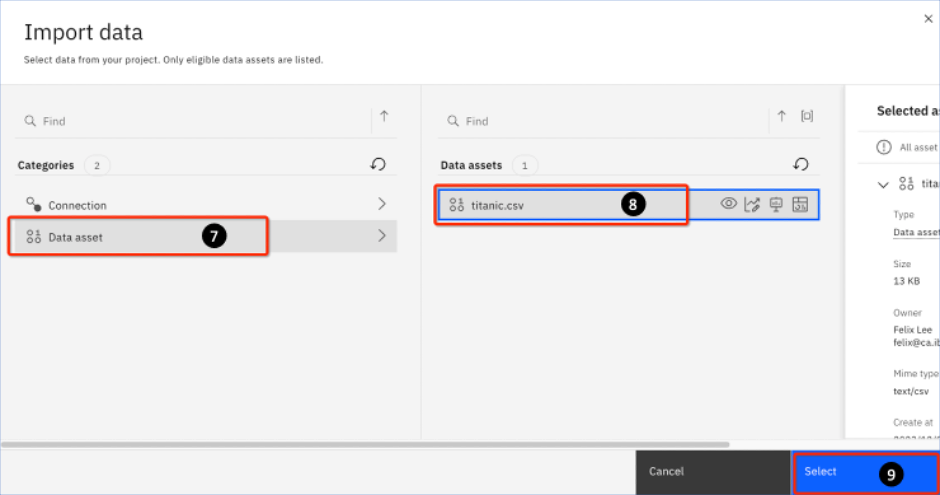 Import data
Select data from your project. Only eligible data assets are listed.
Find
Categories 2
Connection
Data asset 7
Find
Data assets 1
titanic.csv 8
Selected as
All asset
tita
Type
Data asset
Size
13 KB
Owner
Felix Lee
felix@ca.ib
Mime type
text/csv
Create at
Cancel
Select 9